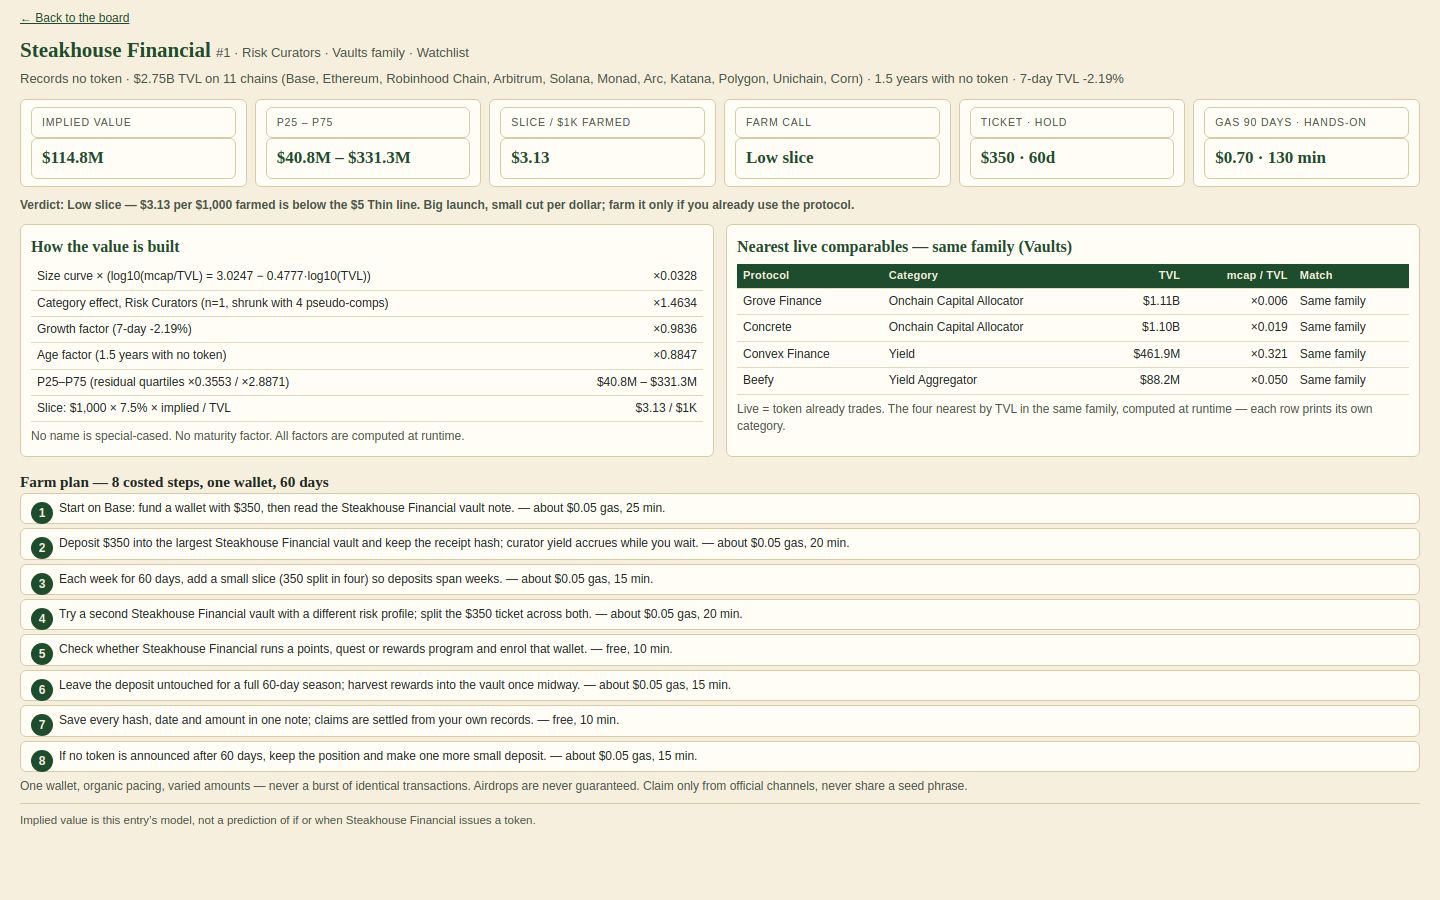 ← Back to the board
Steakhouse Financial #1 · Risk Curators · Vaults family · Watchlist
Records no token · $2.75B TVL on 11 chains (Base, Ethereum, Robinhood Chain, Arbitrum, Solana, Monad, Arc, Katana, Polygon, Unichain, Corn) · 1.5 years with no token · 7-day TVL -2.19%
IMPLIED VALUE
$114.8M
P25 – P75
$40.8M – $331.3M
SLICE / $1K FARMED
$3.13
FARM CALL
Low slice
TICKET · HOLD
$350 · 60d
GAS 90 DAYS · HANDS-ON
$0.70 · 130 min
Verdict: Low slice — $3.13 per $1,000 farmed is below the $5 Thin line. Big launch, small cut per dollar; farm it only if you already use the protocol.
How the value is built
Size curve × (log10(mcap/TVL) = 3.0247 − 0.4777·log10(TVL)) ×0.0328
Category effect, Risk Curators (n=1, shrunk with 4 pseudo-comps) ×1.4634
Growth factor (7-day -2.19%) ×0.9836
Age factor (1.5 years with no token) ×0.8847
P25–P75 (residual quartiles ×0.3553 / ×2.8871) $40.8M – $331.3M
Slice: $1,000 × 7.5% × implied / TVL $3.13 / $1K
No name is special-cased. No maturity factor. All factors are computed at runtime.
Nearest live comparables — same family (Vaults)
Protocol Category TVL mcap / TVL Match
Grove Finance Onchain Capital Allocator $1.11B ×0.006 Same family
Concrete Onchain Capital Allocator $1.10B ×0.019 Same family
Convex Finance Yield $461.9M ×0.321 Same family
Beefy Yield Aggregator $88.2M ×0.050 Same family
Live = token already trades. The four nearest by TVL in the same family, computed at runtime — each row prints its own
category.
Farm plan — 8 costed steps, one wallet, 60 days
1 Start on Base: fund a wallet with $350, then read the Steakhouse Financial vault note. — about $0.05 gas, 25 min.
2 Deposit $350 into the largest Steakhouse Financial vault and keep the receipt hash; curator yield accrues while you wait. — about $0.05 gas, 20 min.
3 Each week for 60 days, add a small slice (350 split in four) so deposits span weeks. — about $0.05 gas, 15 min.
4 Try a second Steakhouse Financial vault with a different risk profile; split the $350 ticket across both. — about $0.05 gas, 20 min.
5 Check whether Steakhouse Financial runs a points, quest or rewards program and enrol that wallet. — free, 10 min.
6 Leave the deposit untouched for a full 60-day season; harvest rewards into the vault once midway. — about $0.05 gas, 15 min.
7 Save every hash, date and amount in one note; claims are settled from your own records. — free, 10 min.
8 If no token is announced after 60 days, keep the position and make one more small deposit. — about $0.05 gas, 15 min.
One wallet, organic pacing, varied amounts — never a burst of identical transactions. Airdrops are never guaranteed. Claim only from official channels, never share a seed phrase.
Implied value is this entry's model, not a prediction of if or when Steakhouse Financial issues a token.